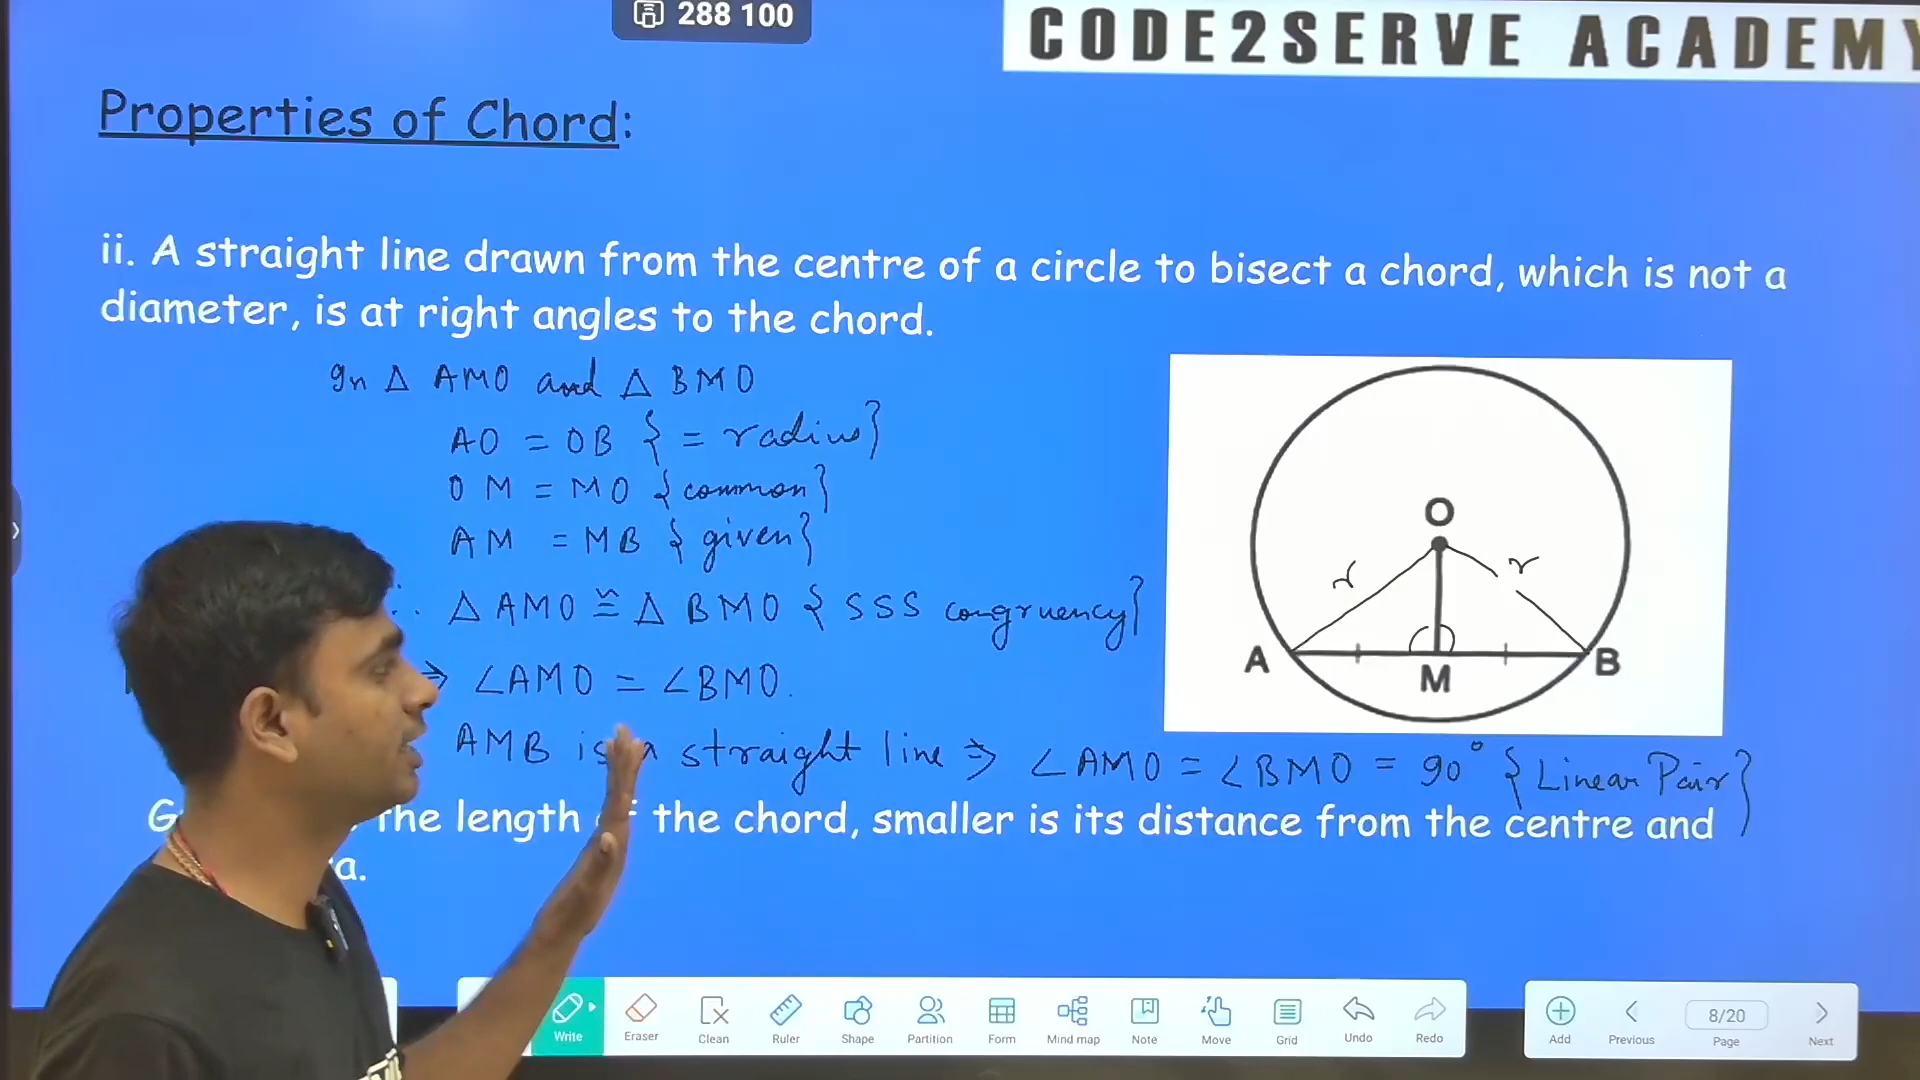 288 100
CODE2SERVE ACADEMY
Properties of Chord:
ii. A straight line drawn from the centre of a circle to bisect a chord, which is not a
diameter, is at right angles to the chord.
In △ AMO and △ BMO
AO = OB { = radius}
OM = MO {common}
AM = MB {given}
∴ △ AMO ≅ △ BMO {SSS congruency}
⇒ ∠AMO = ∠BMO.
AMB is a straight line ⇒ ∠AMO = ∠BMO = 90° {Linear Pair}
the length of the chord, smaller is its distance from the centre and
O
r r
A M B
Write Eraser Clean Ruler Shape Partition Form Mind map Note Move Grid Undo Redo Add Previous 8/20 Page Next